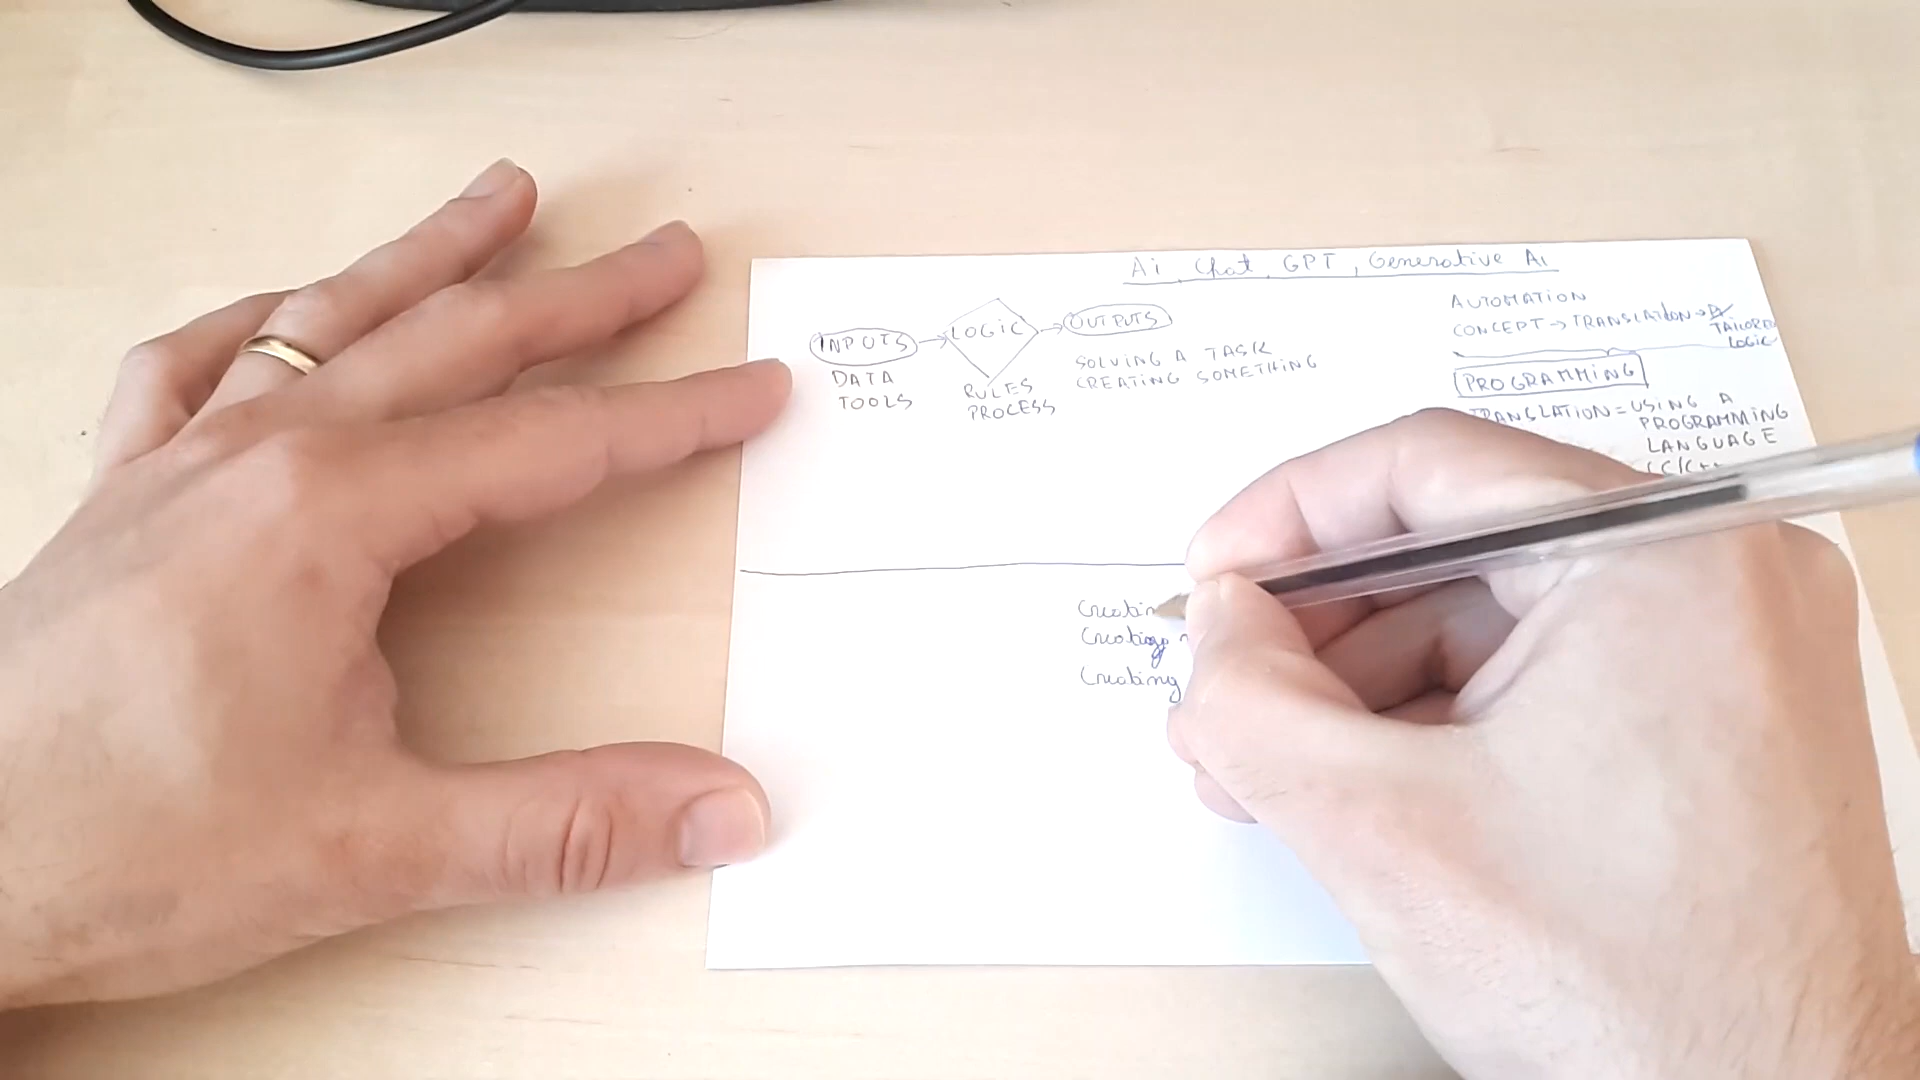 Ai, Chat, GPT, Generative Ai
INPUTS → LOGIC → OUTPUTS
DATA
TOOLS
RULES
PROCESS
SOLVING A TASK
CREATING SOMETHING
AUTOMATION
CONCEPT → TRANSLATION →
TAILORED
LOGIC
PROGRAMMING
TRANSLATION = USING A
PROGRAMMING
LANGUAGE
C/C++
Creatin
Creating
Creating